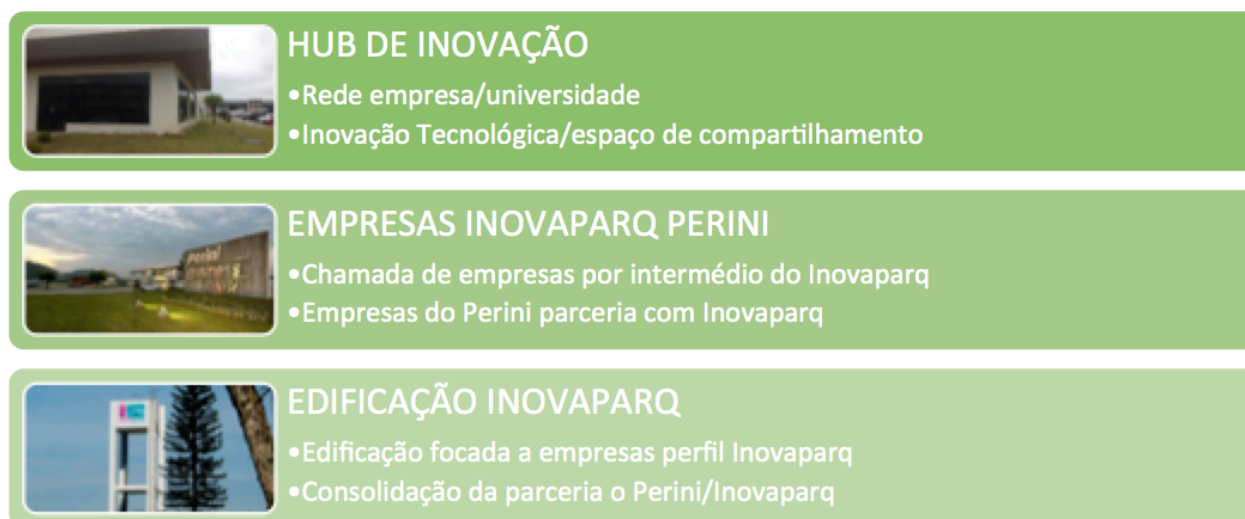 HUB DE INOVAÇÃO
•Rede empresa/universidade
•Inovação Tecnológica/espaço de compartilhamento
EMPRESAS INOVAPARQ PERINI
•Chamada de empresas por intermédio do Inovaparq
•Empresas do Perini parceria com Inovaparq
EDIFICAÇÃO INOVAPARQ
•Edificação focada a empresas perfil Inovaparq
•Consolidação da parceria o Perini/Inovaparq